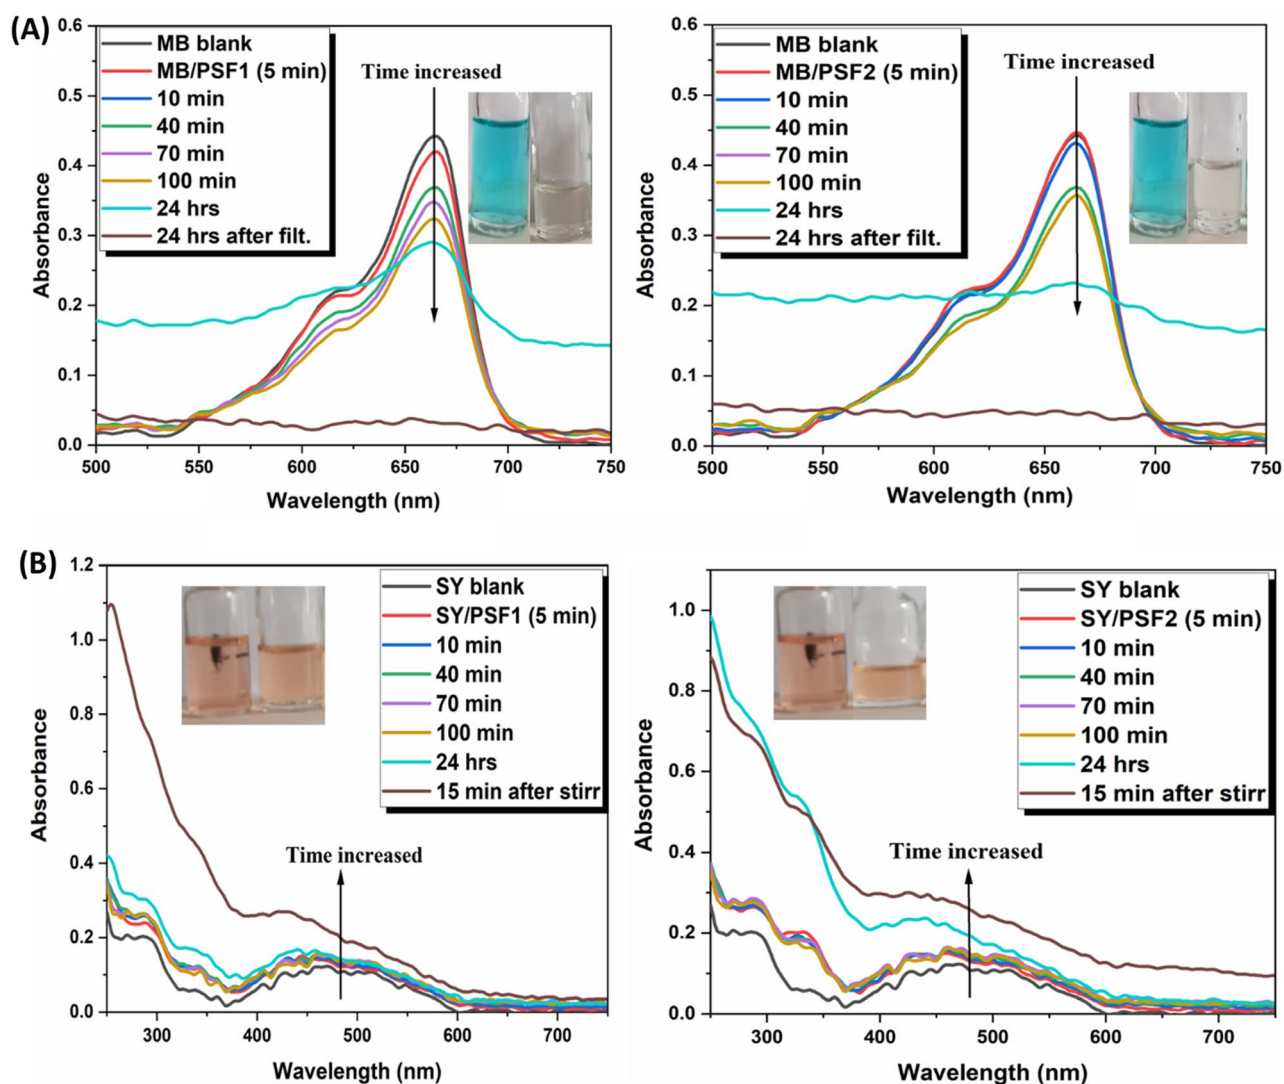 (A)
0.6
0.5
0.4
0.3
0.2
0.1
0.0
Absorbance
MB blank
MB/PSF1 (5 min)
10 min
40 min
70 min
100 min
24 hrs
24 hrs after filt.
Time increased
500
550
600
650
700
750
Wavelength (nm)
0.6
0.5
0.4
0.3
0.2
0.1
0.0
Absorbance
MB blank
MB/PSF2 (5 min)
10 min
40 min
70 min
100 min
24 hrs
24 hrs after filt.
Time increased
500
550
600
650
700
750
Wavelength (nm)
(B)
1.2
1.0
0.8
0.6
0.4
0.2
0.0
Absorbance
SY blank
SY/PSF1 (5 min)
10 min
40 min
70 min
100 min
24 hrs
15 min after stirr
Time increased
300
400
500
600
700
Wavelength (nm)
1.0
0.8
0.6
0.4
0.2
0.0
Absorbance
SY blank
SY/PSF2 (5 min)
10 min
40 min
70 min
100 min
24 hrs
15 min after stirr
Time increased
300
400
500
600
700
Wavelength (nm)